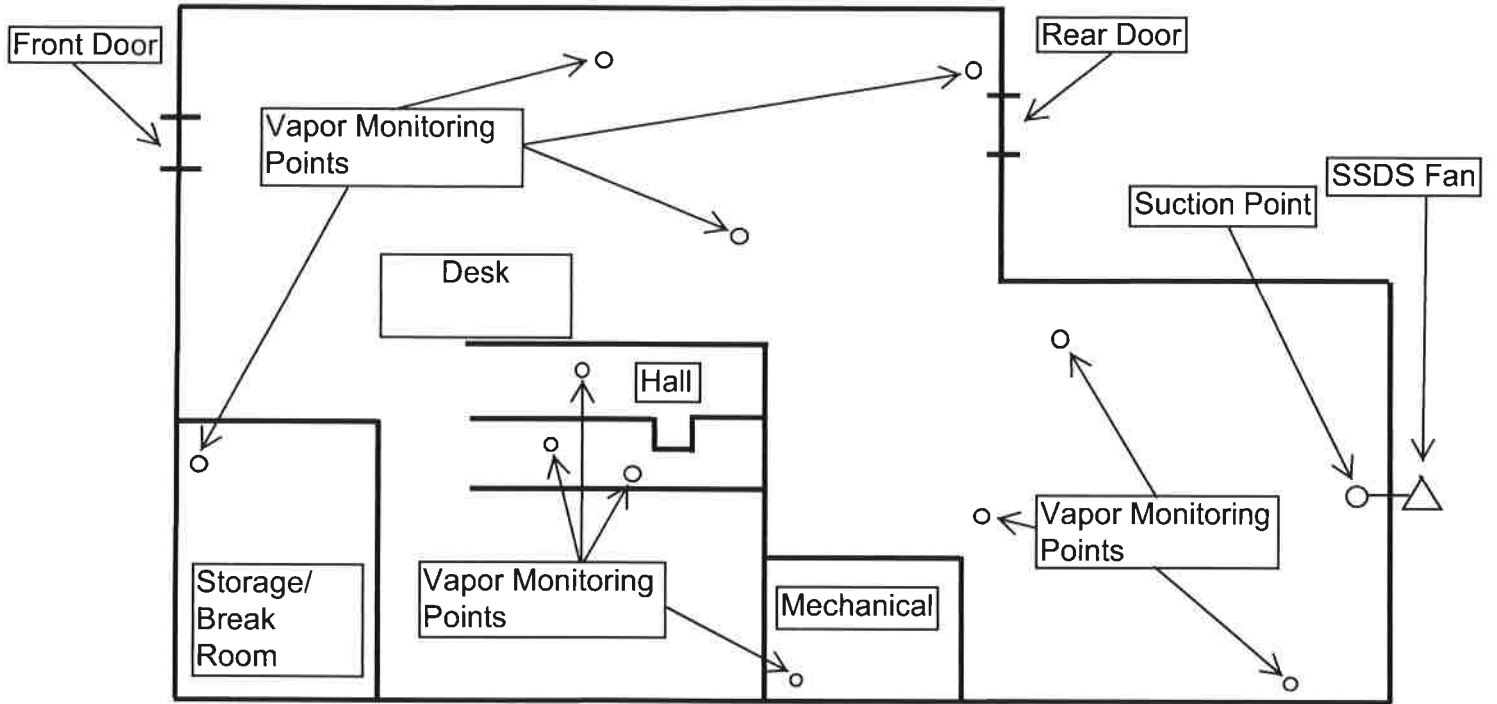 Front Door
Rear Door
Vapor Monitoring
Points
SSDS Fan
Suction Point
Desk
Hall
Vapor Monitoring
Points
Storage/
Break
Room
Vapor Monitoring
Points
Mechanical